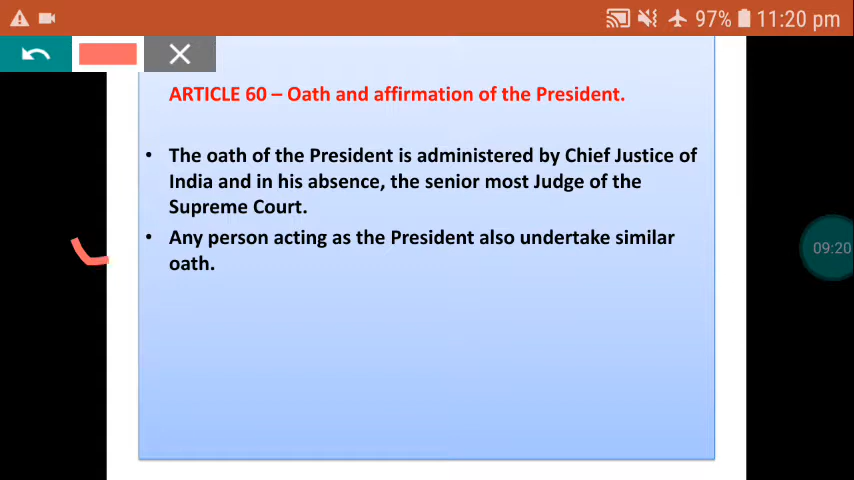 97% 11:20 pm
ARTICLE 60 – Oath and affirmation of the President.
• The oath of the President is administered by Chief Justice of
India and in his absence, the senior most Judge of the
Supreme Court.
• Any person acting as the President also undertake similar
oath.
09:20